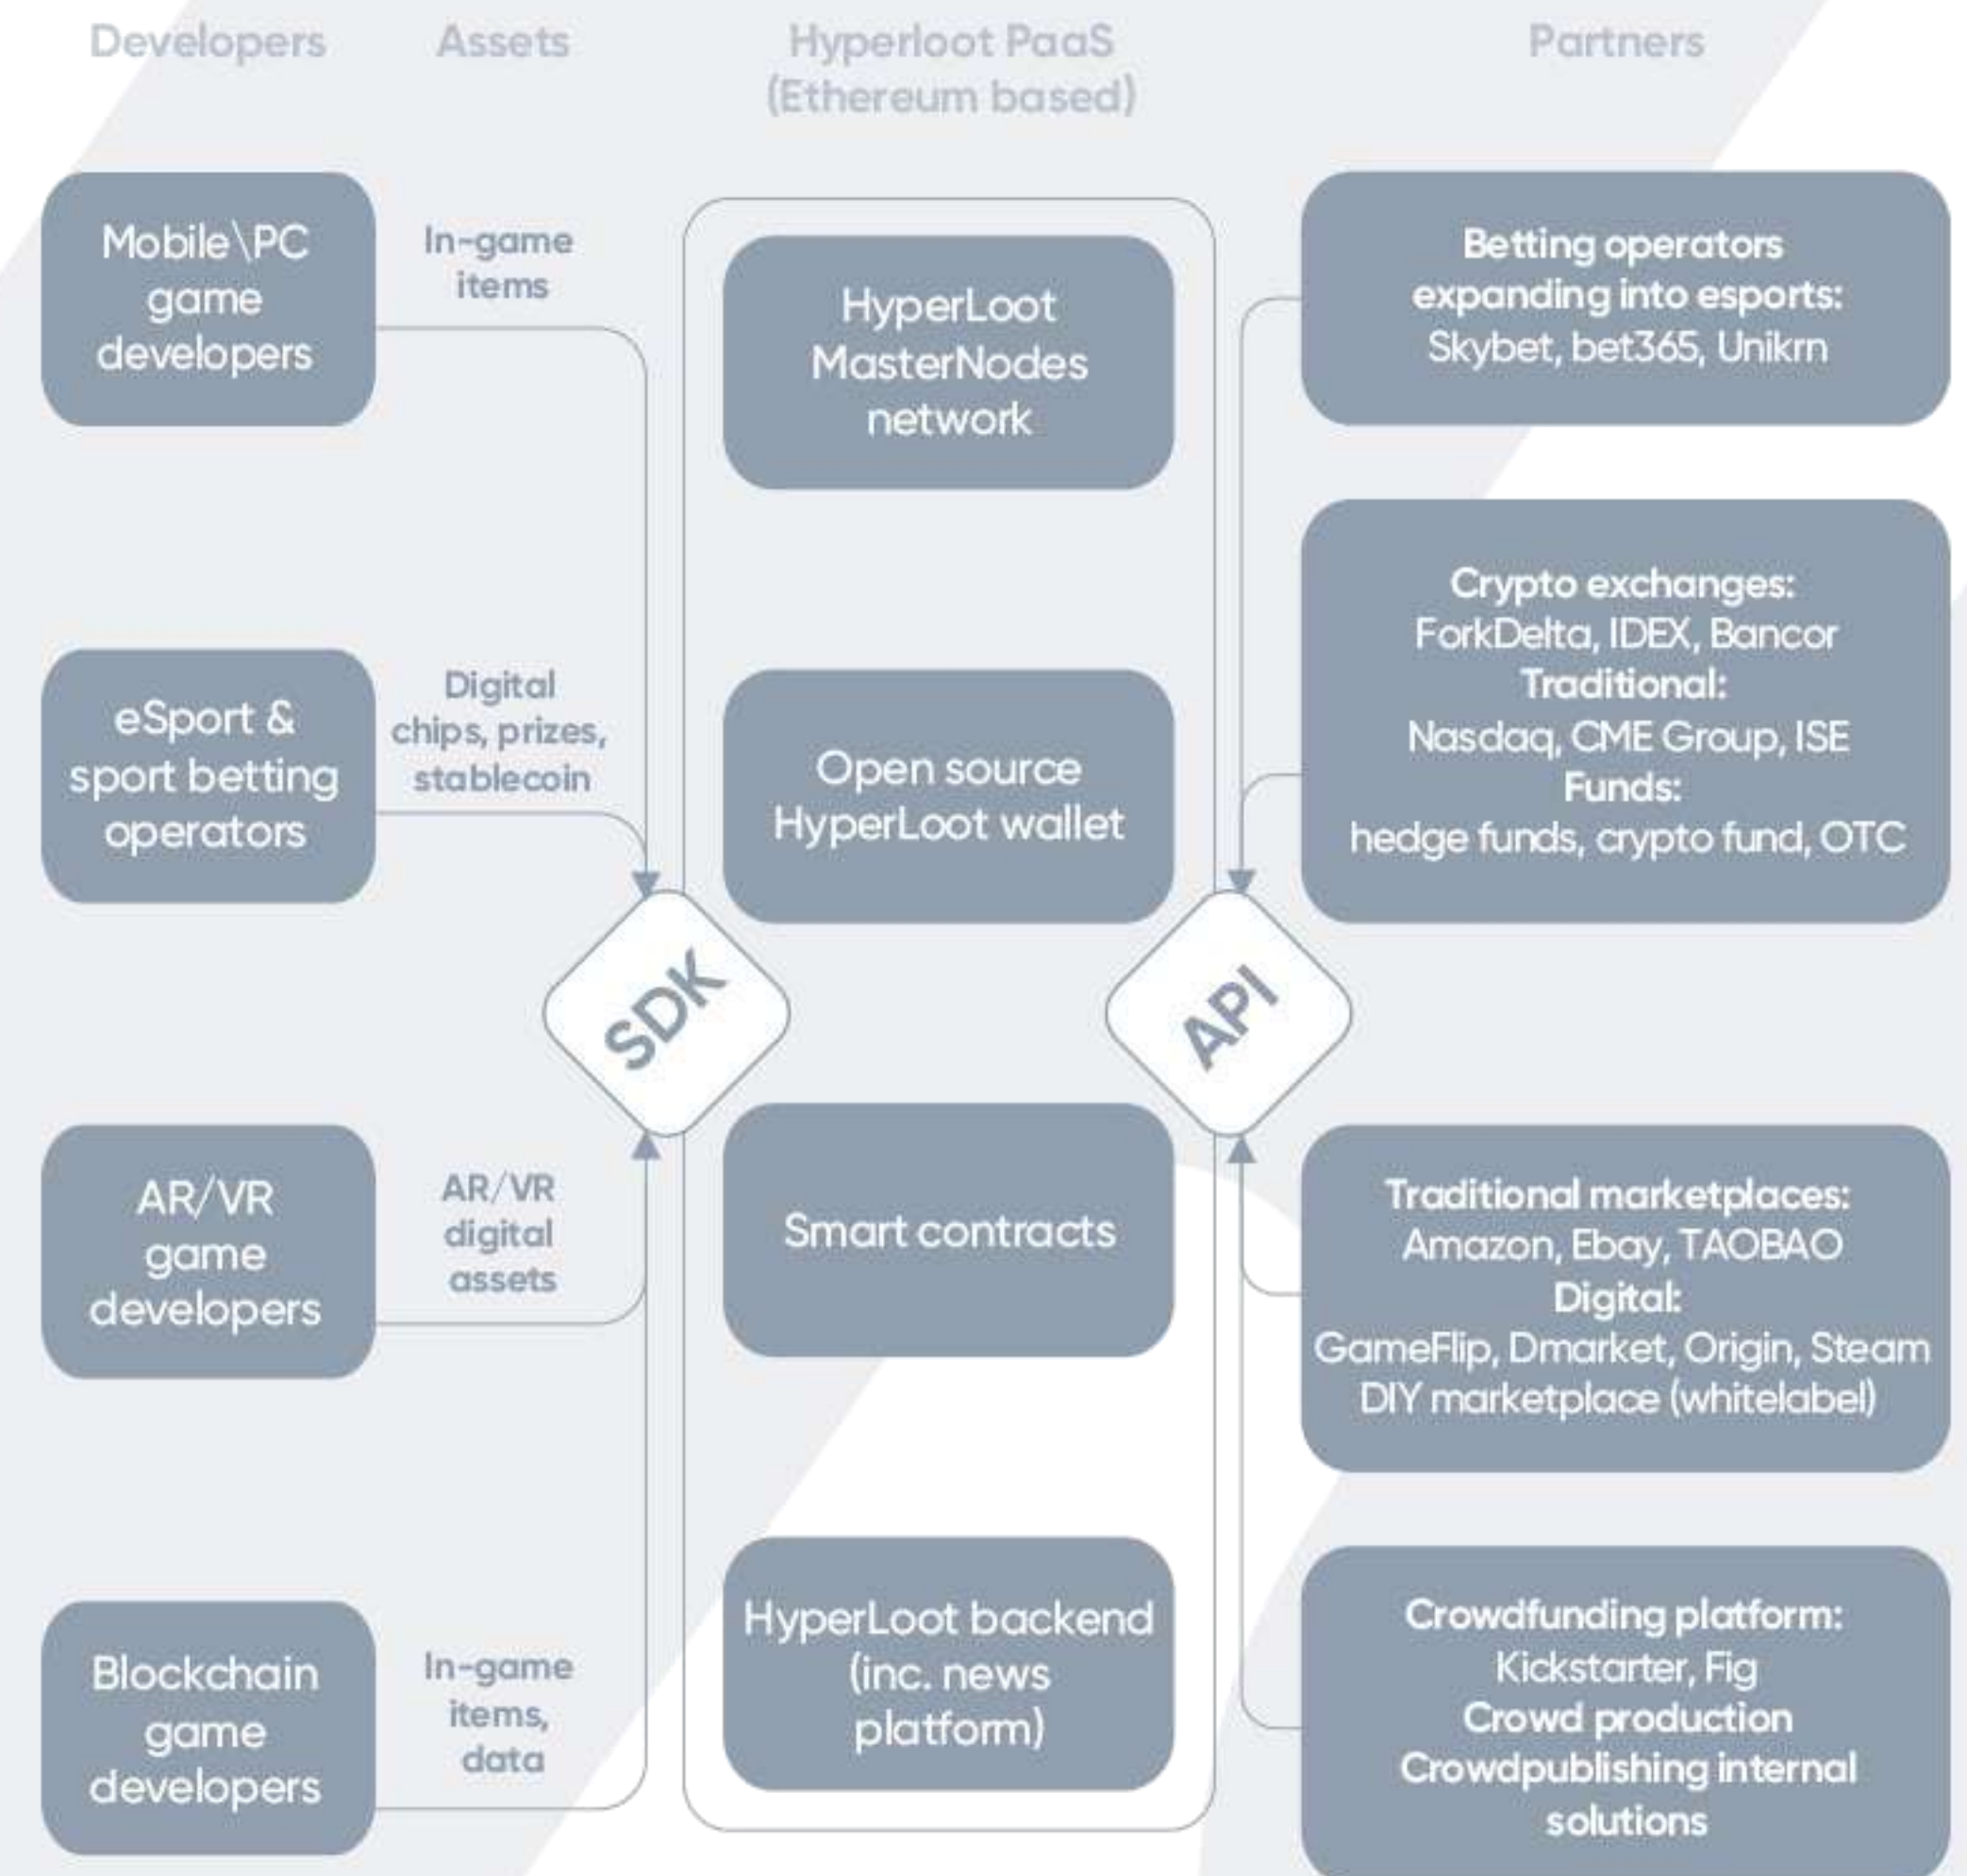 Developers
Assets
Hyperloot PaaS
(Ethereum based)
Partners
Mobile\PC
game
developers
In-game
items
HyperLoot
MasterNodes
network
Betting operators
expanding into esports:
Skybet, bet365, Unikrn
eSport &
sport betting
operators
Digital
chips, prizes,
stablecoin
Open source
HyperLoot wallet
Crypto exchanges:
ForkDelta, IDEX, Bancor
Traditional:
Nasdaq, CME Group, ISE
Funds:
hedge funds, crypto fund, OTC
SDK
API
AR/VR
game
developers
AR/VR
digital
assets
Smart contracts
Traditional marketplaces:
Amazon, Ebay, TAOBAO
Digital:
GameFlip, Dmarket, Origin, Steam
DIY marketplace (whitelabel)
Blockchain
game
developers
In-game
items,
data
HyperLoot backend
(inc. news
platform)
Crowdfunding platform:
Kickstarter, Fig
Crowd production
Crowdpublishing internal
solutions